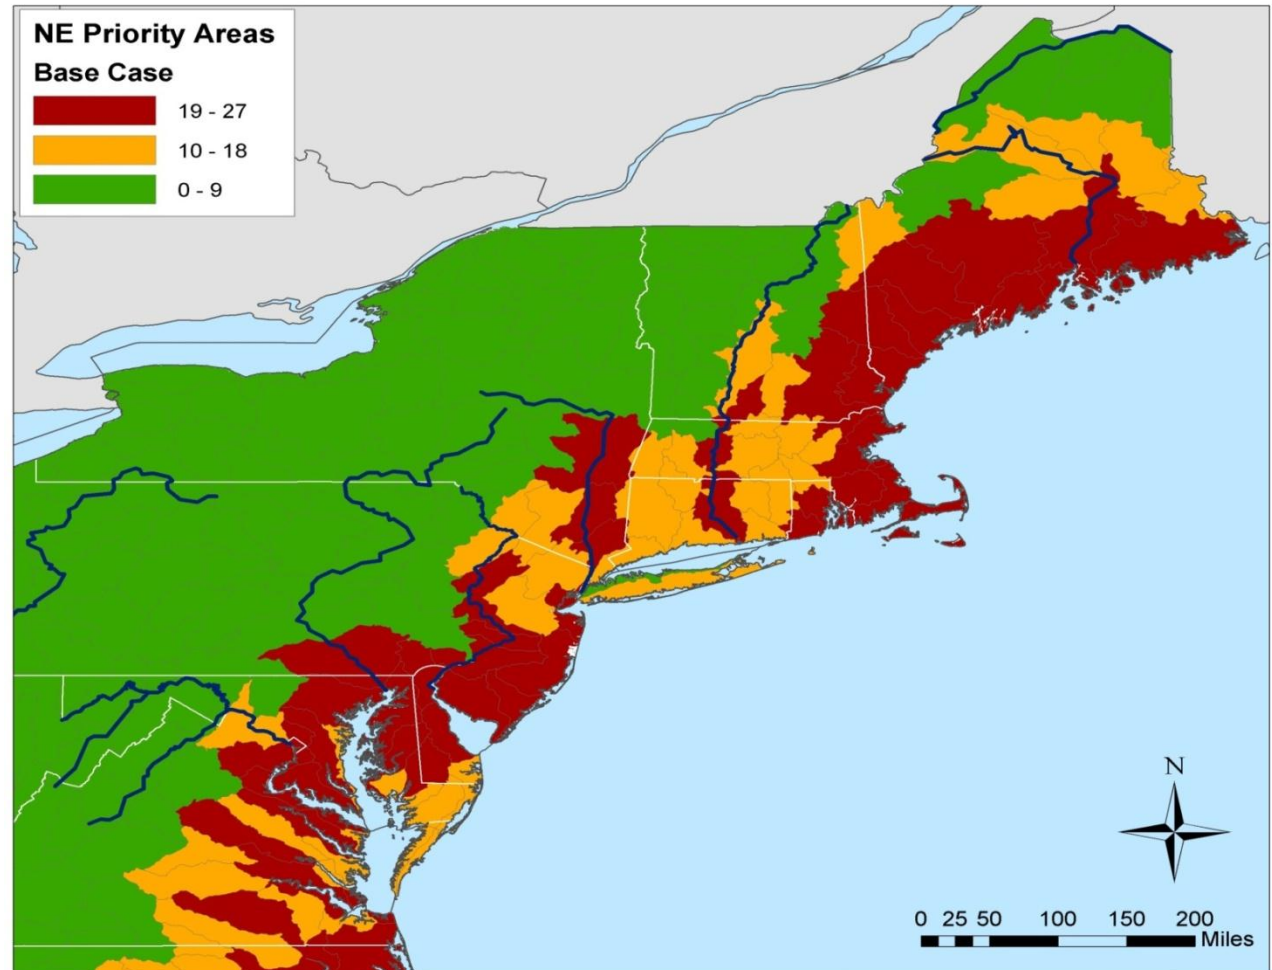 NE Priority Areas
Base Case
19 - 27
10 - 18
0 - 9
N
0 25 50 100 150 200
Miles